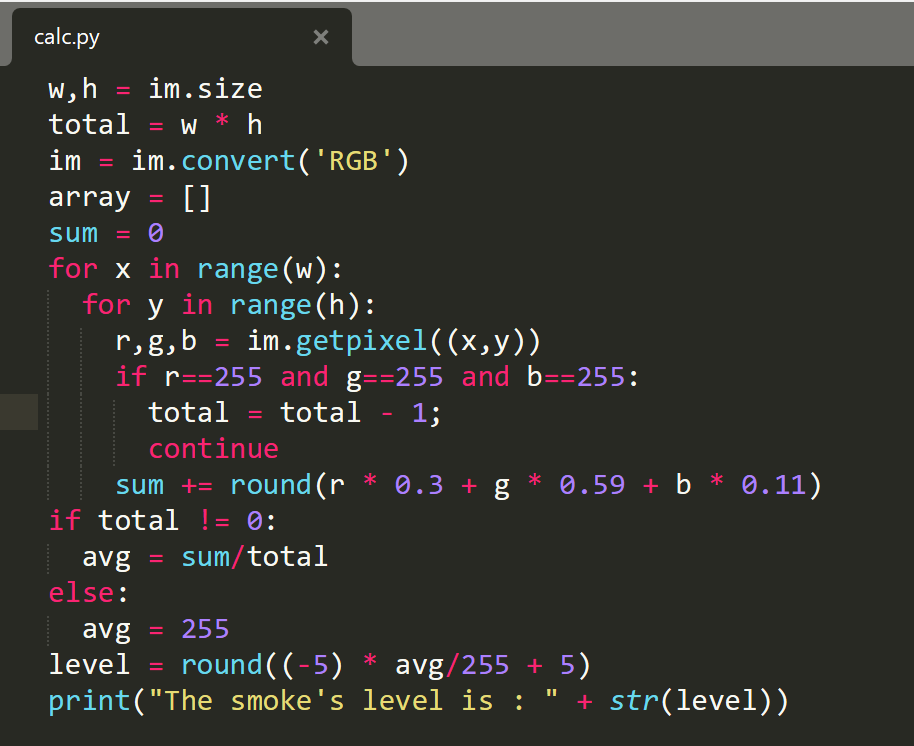 calc.py ×
w,h = im.size
total = w * h
im = im.convert('RGB')
array = []
sum = 0
for x in range(w):
  for y in range(h):
    r,g,b = im.getpixel((x,y))
    if r==255 and g==255 and b==255:
      total = total - 1;
      continue
    sum += round(r * 0.3 + g * 0.59 + b * 0.11)
if total != 0:
  avg = sum/total
else:
  avg = 255
level = round((-5) * avg/255 + 5)
print("The smoke's level is : " + str(level))